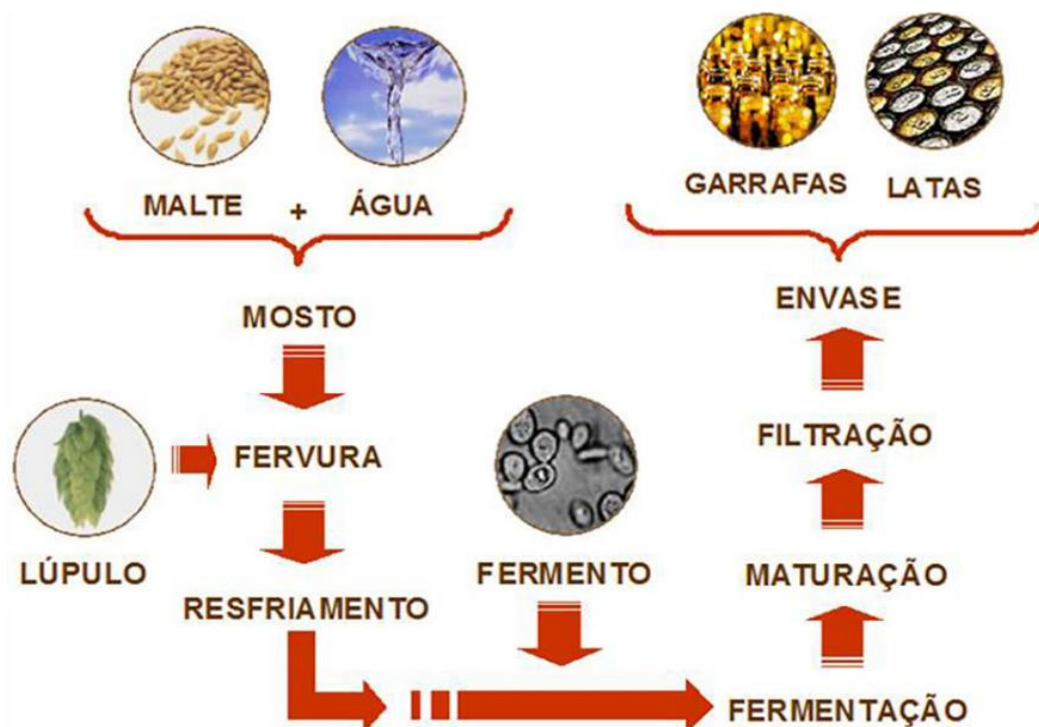 MALTE + ÁGUA
GARRAFAS LATAS
MOSTO
ENVASE
FERVURA
FILTRAÇÃO
LÚPULO
FERMENTO
MATURAÇÃO
RESFRIAMENTO
FERMENTAÇÃO